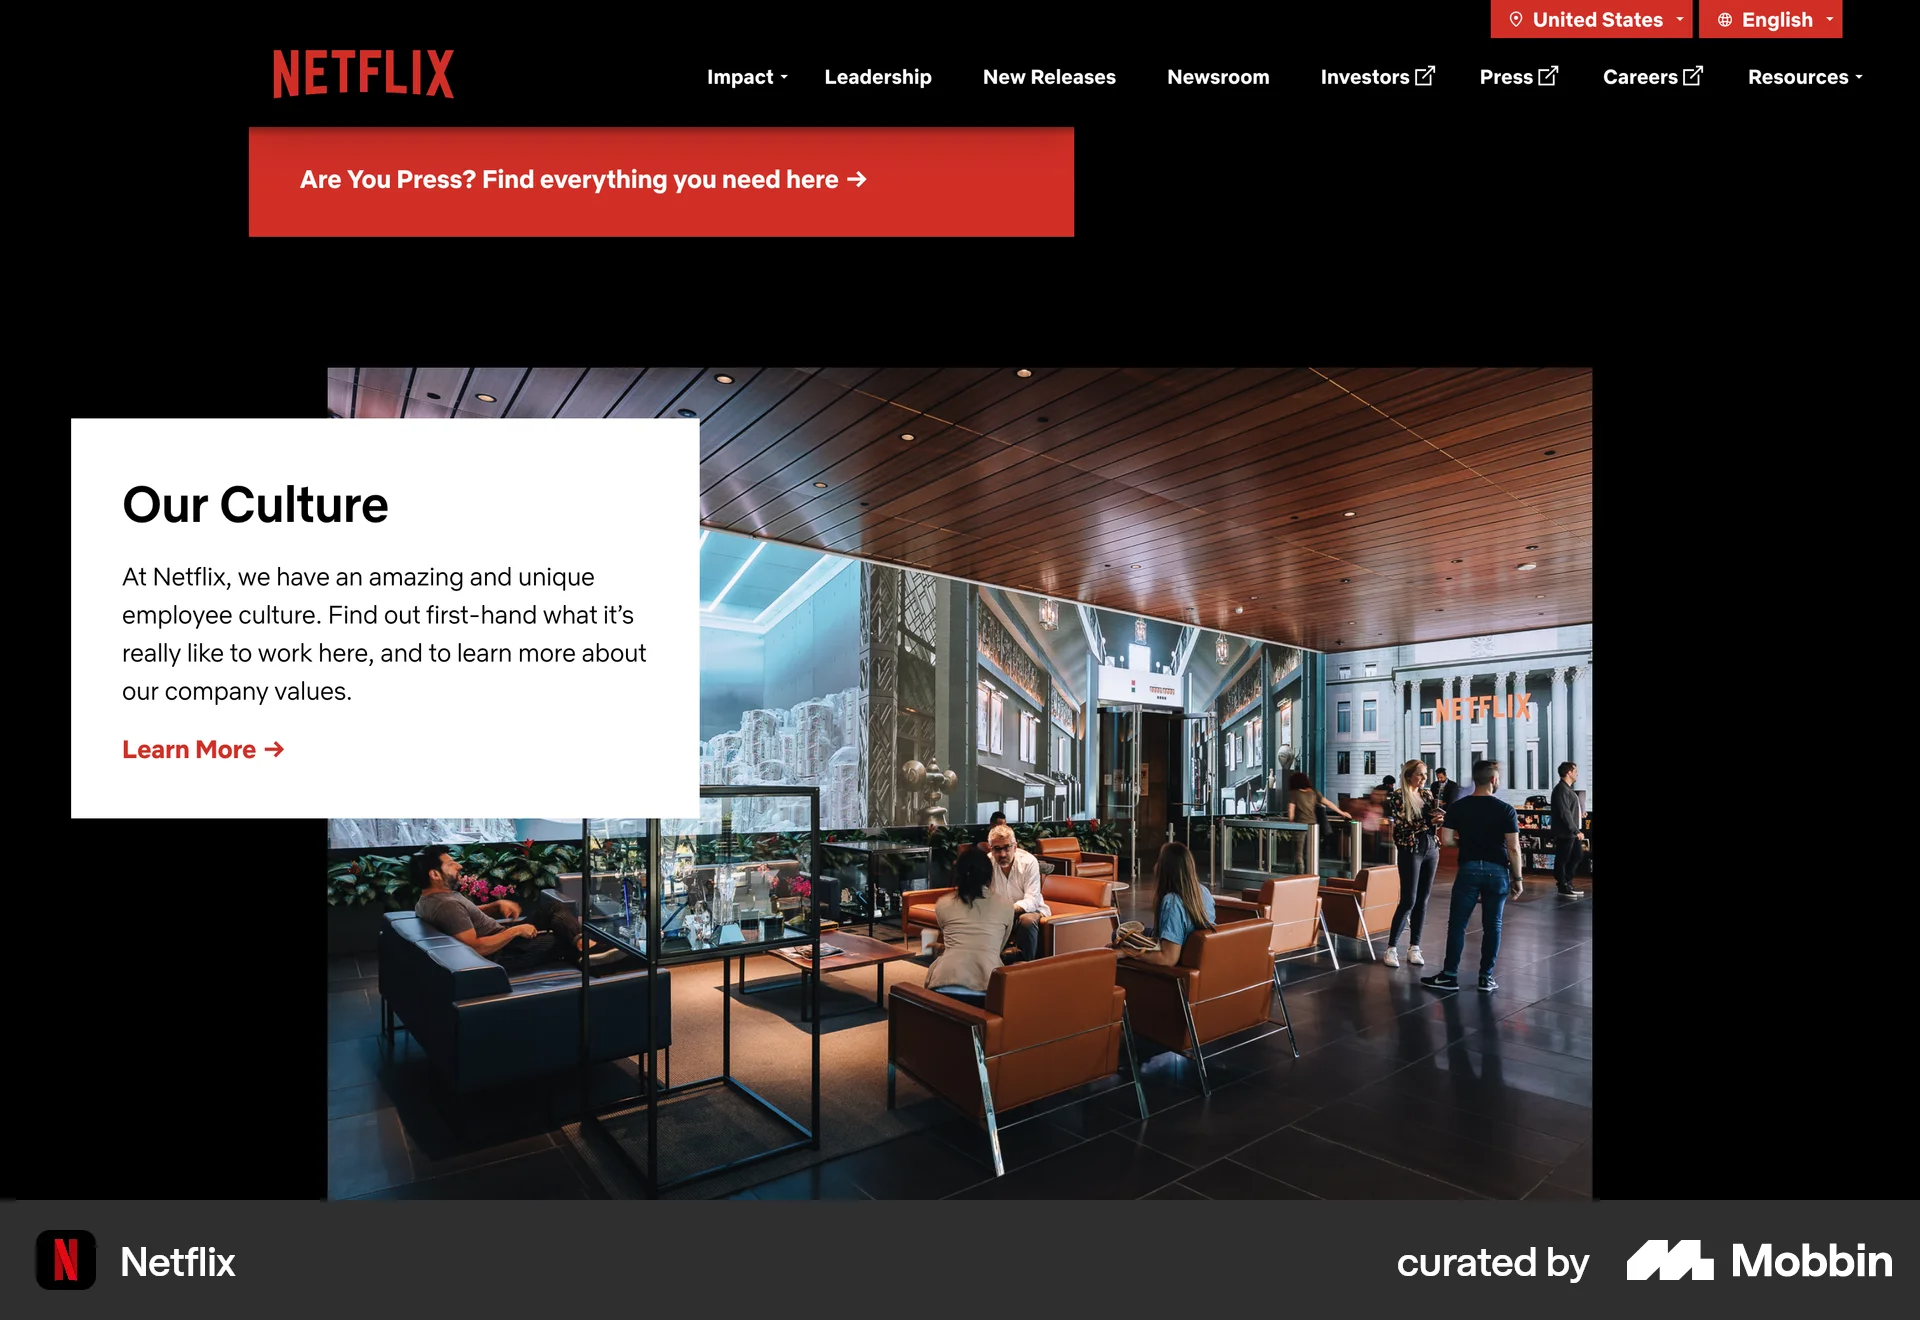 United States
English
NETFLIX
Impact
Leadership
New Releases
Newsroom
Investors
Press
Careers
Resources
Are You Press? Find everything you need here →
Our Culture
At Netflix, we have an amazing and unique
employee culture. Find out first-hand what it’s
really like to work here, and to learn more about
our company values.
Learn More →
NETFLIX
N
Netflix
curated by
Mobbin